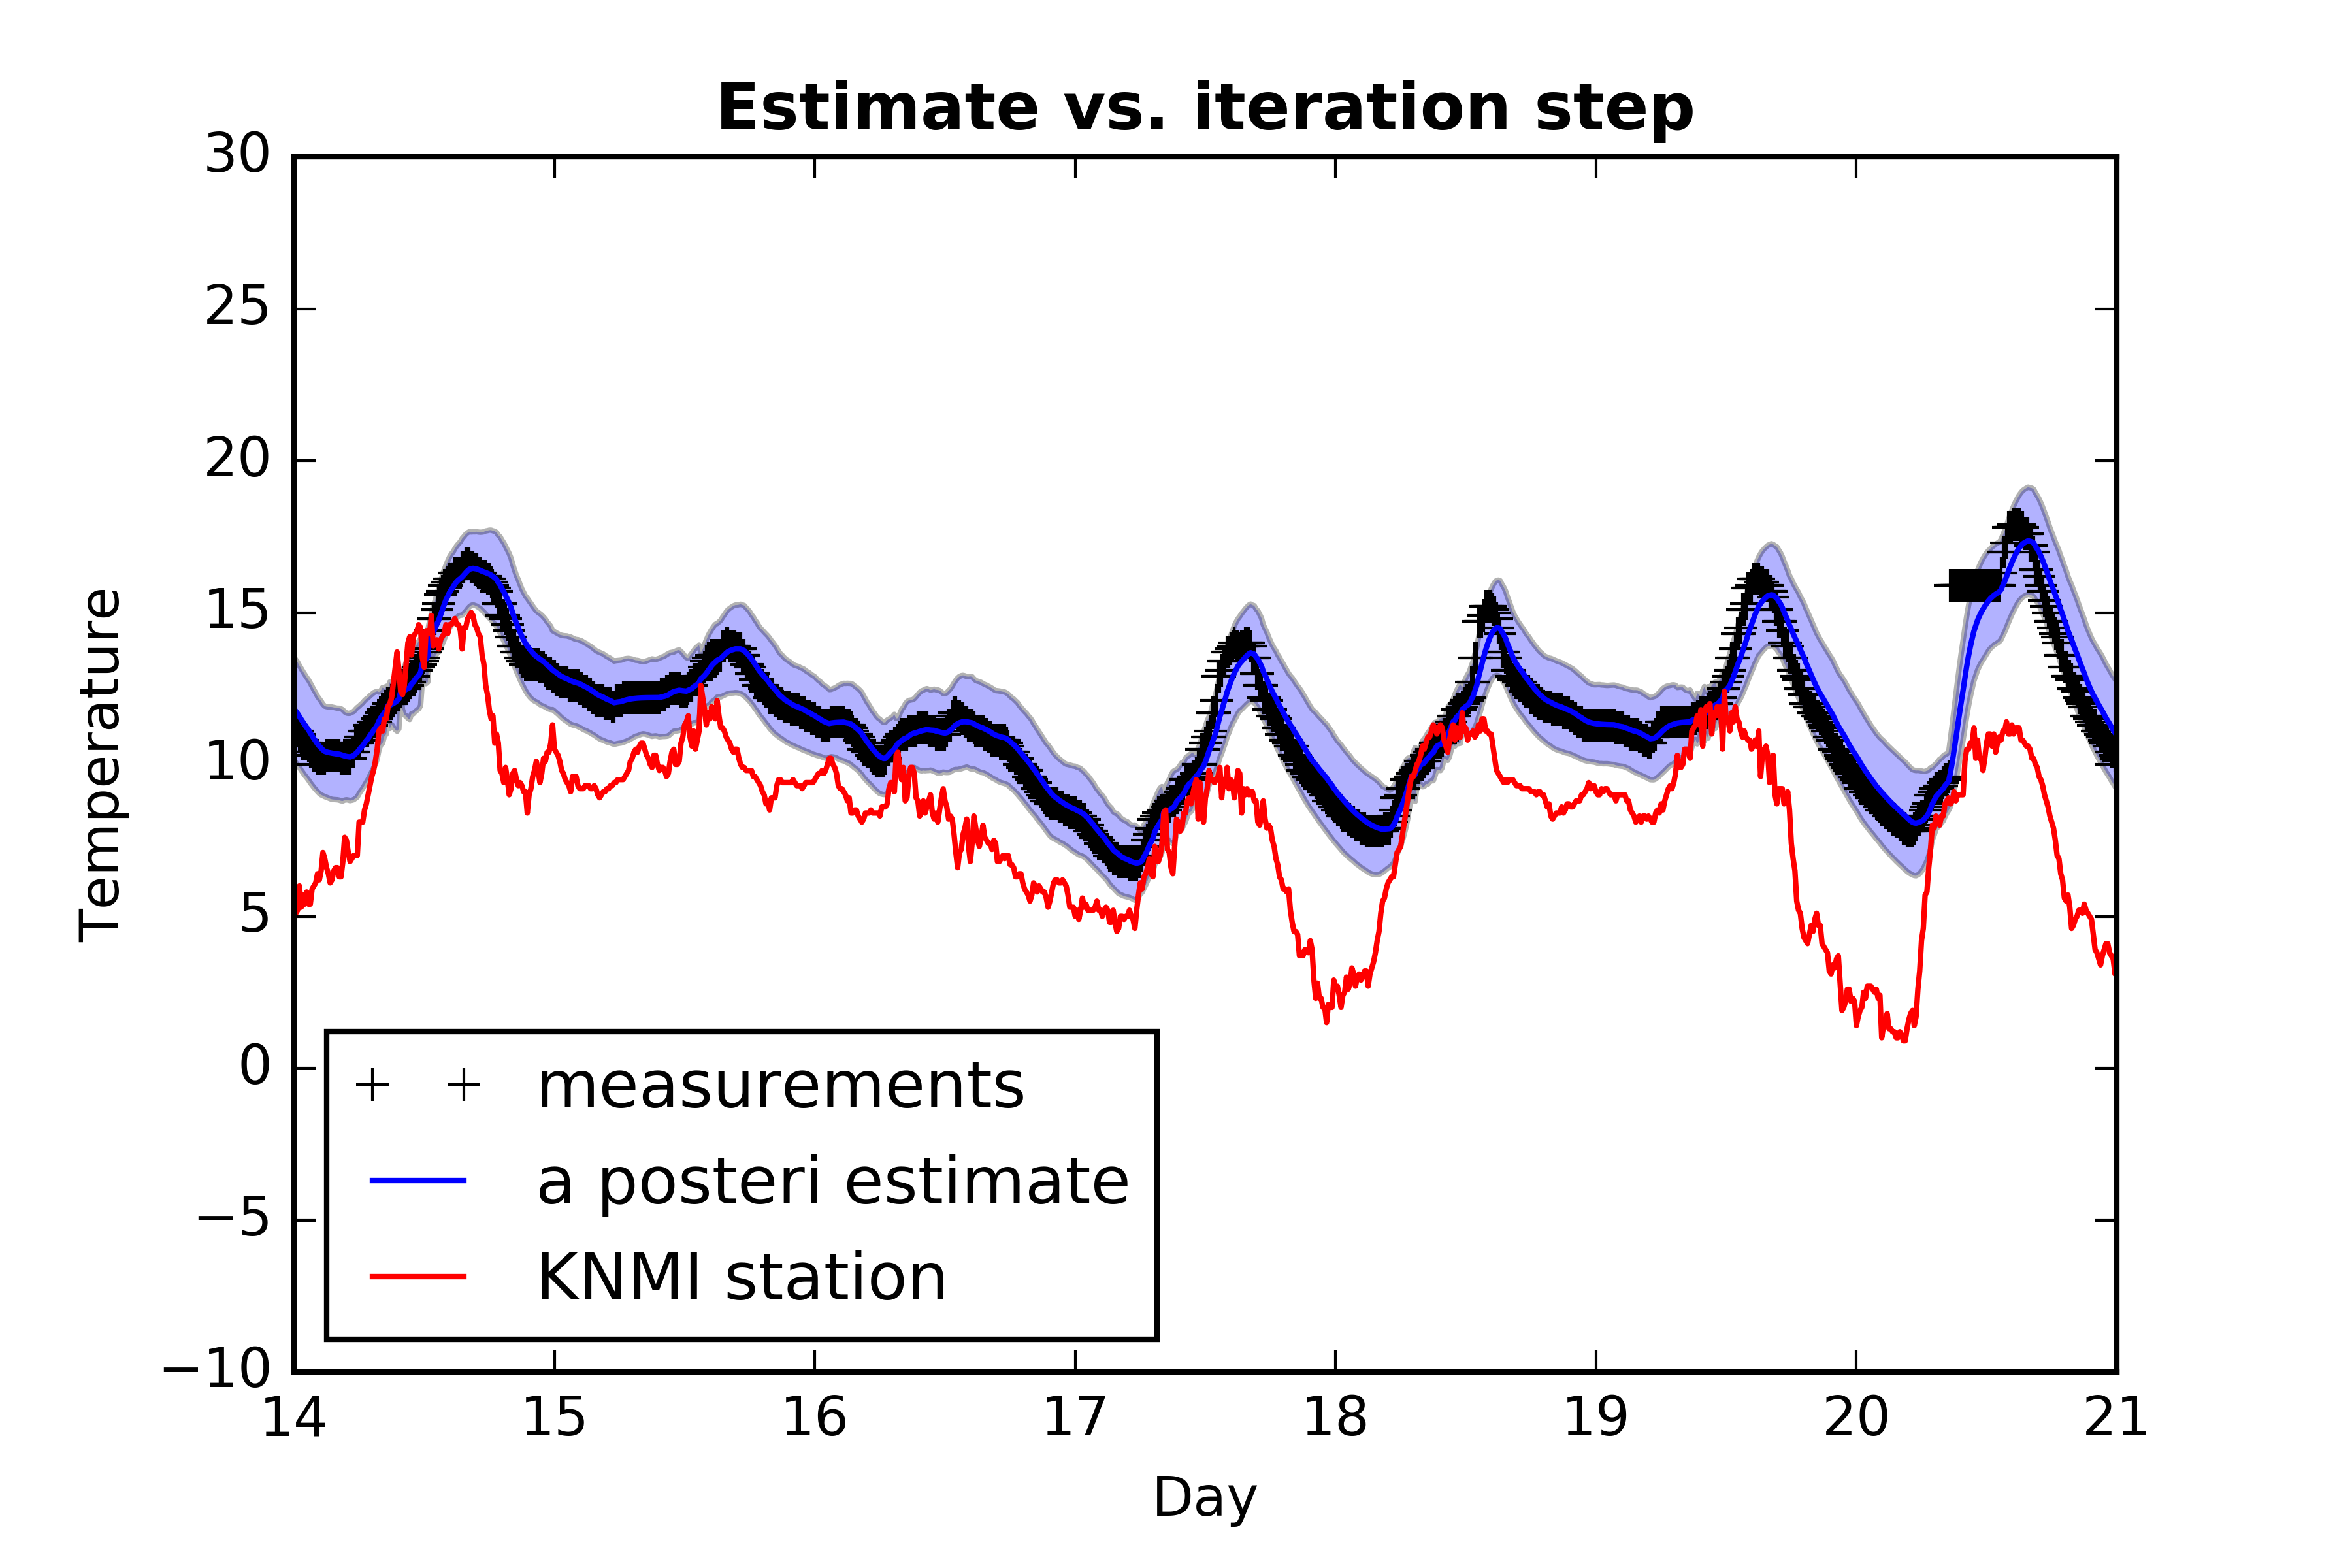 Estimate vs. iteration step
30
25
20
15
10
5
0
−5
−10
Temperature
measurements
a posteri estimate
KNMI station
14 15 16 17 18 19 20 21
Day